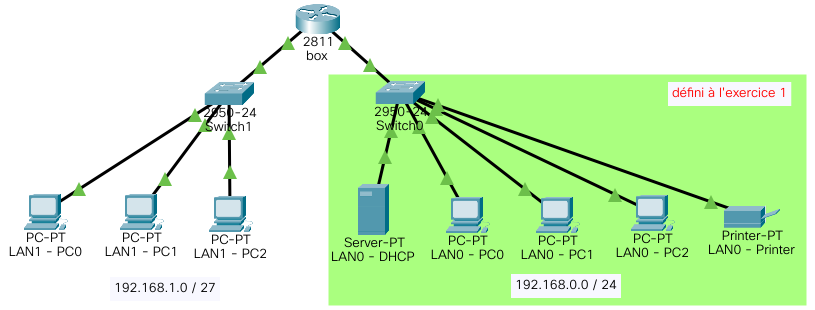 2811
box
défini à l'exercice 1
2950-24
Switch1
2950-24
Switch0
PC-PT
LAN1 - PC0
PC-PT
LAN1 - PC1
PC-PT
LAN1 - PC2
Server-PT
LAN0 - DHCP
PC-PT
LAN0 - PC0
PC-PT
LAN0 - PC1
PC-PT
LAN0 - PC2
Printer-PT
LAN0 - Printer
192.168.1.0 / 27
192.168.0.0 / 24